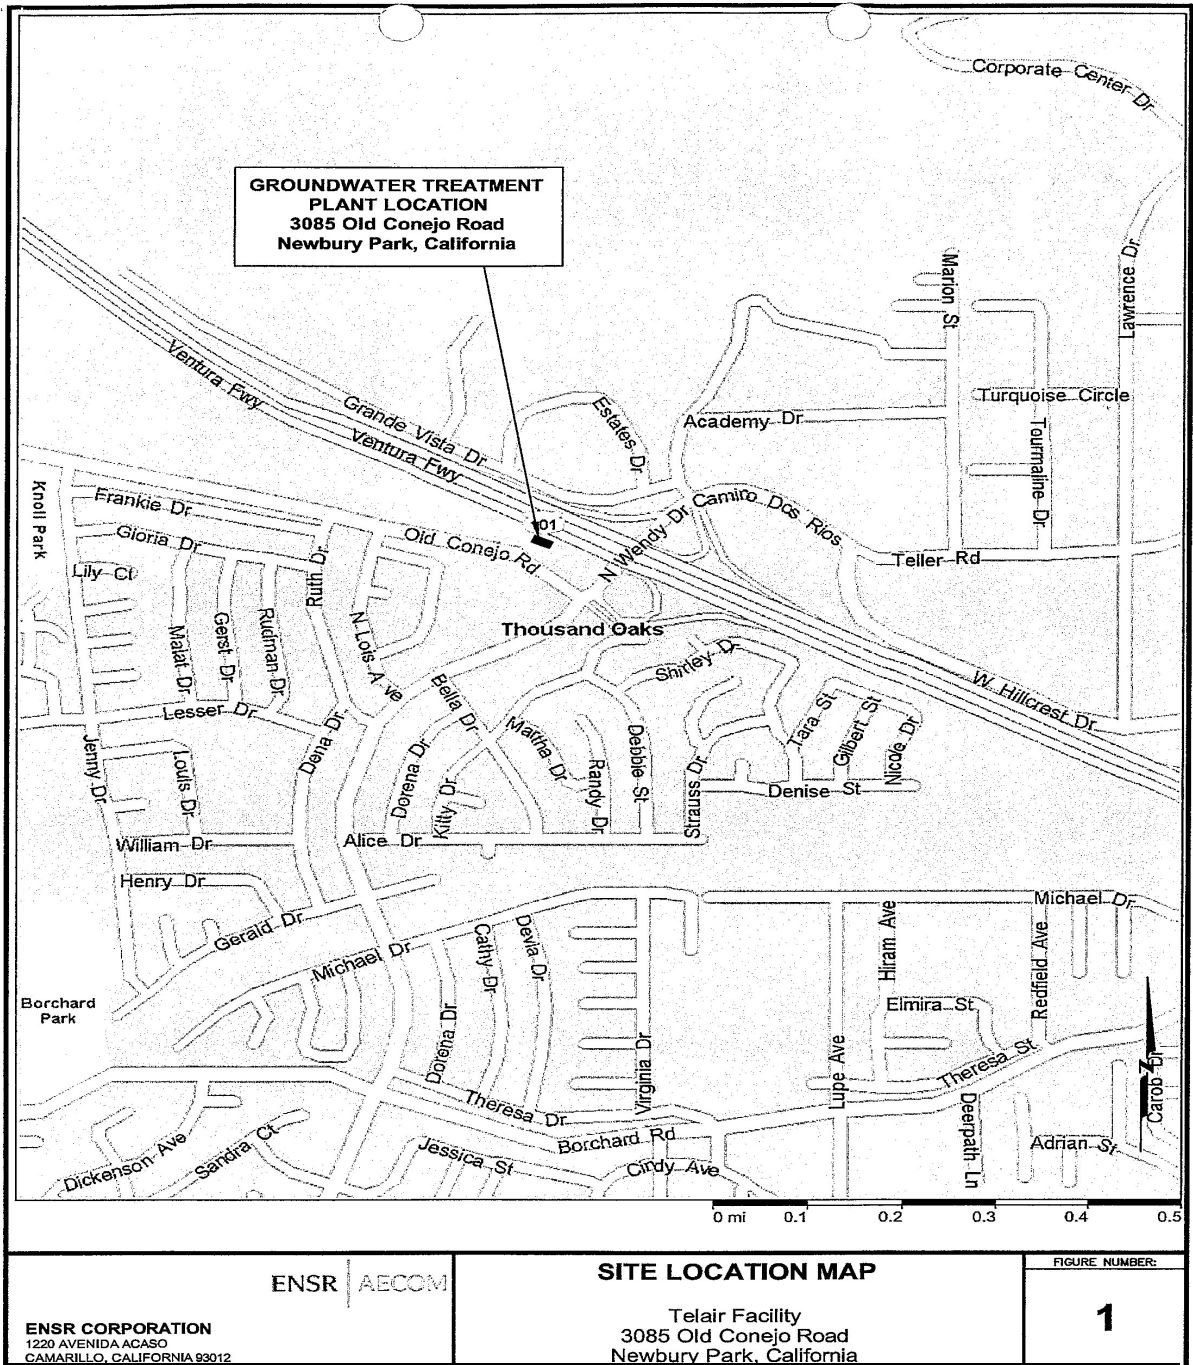 Corporate Center Dr
GROUNDWATER TREATMENT
PLANT LOCATION
3085 Old Conejo Road
Newbury Park, California
Marion St
Lawrence Dr
Ventura Fwy
Grande Vista Dr
Ventura Fwy
Estates Dr
Academy Dr
Turquoise Circle
Tourmaline Dr
Knoll Park
Frankie Dr
Gloria Dr
Lily Ct
Ruth Dr
Old Conejo Rd
101
N Wendy Dr
Camino Dos Rios
Teller Rd
Malat Dr
Gerst Dr
Rudman Dr
N Lois Ave
Thousand Oaks
Shirley Dr
W Hillcrest Dr
Lesser Dr
Bella Dr
Jenny Dr
Louis Dr
Dena Dr
Dorena Dr
Kitty Dr
Martha Dr
Randy Dr
Debbie St
Strauss Dr
Tara St
Gilbert St
Nicole Dr
Denise St
William Dr
Alice Dr
Henry Dr
Gerald Dr
Michael Dr
Michael Dr
Cathy Dr
Devia Dr
Hiram Ave
Redfield Ave
Elmira St
Borchard
Park
Dorena Dr
Virginia Dr
Lupe Ave
Theresa St
Theresa Dr
Borchard Rd
Deerpath Ln
N
Carob Dr
Adrian St
Dickenson Ave
Sandra Ct
Jessica St
Cindy Ave
0 mi 0.1 0.2 0.3 0.4 0.5
ENSR AECOM
ENSR CORPORATION
1220 AVENIDA ACASO
CAMARILLO, CALIFORNIA 93012
SITE LOCATION MAP
Telair Facility
3085 Old Conejo Road
Newbury Park, California
FIGURE NUMBER:
1